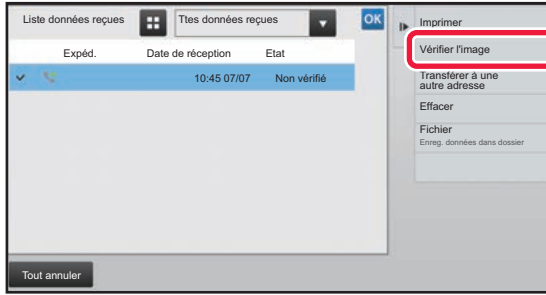 Liste données reçues
Ttes données reçues
OK
Expéd.
Date de réception
Etat
10:45 07/07
Non vérifié
Tout annuler
Imprimer
Vérifier l'image
Transférer à une
autre adresse
Effacer
Fichier
Enreg. données dans dossier